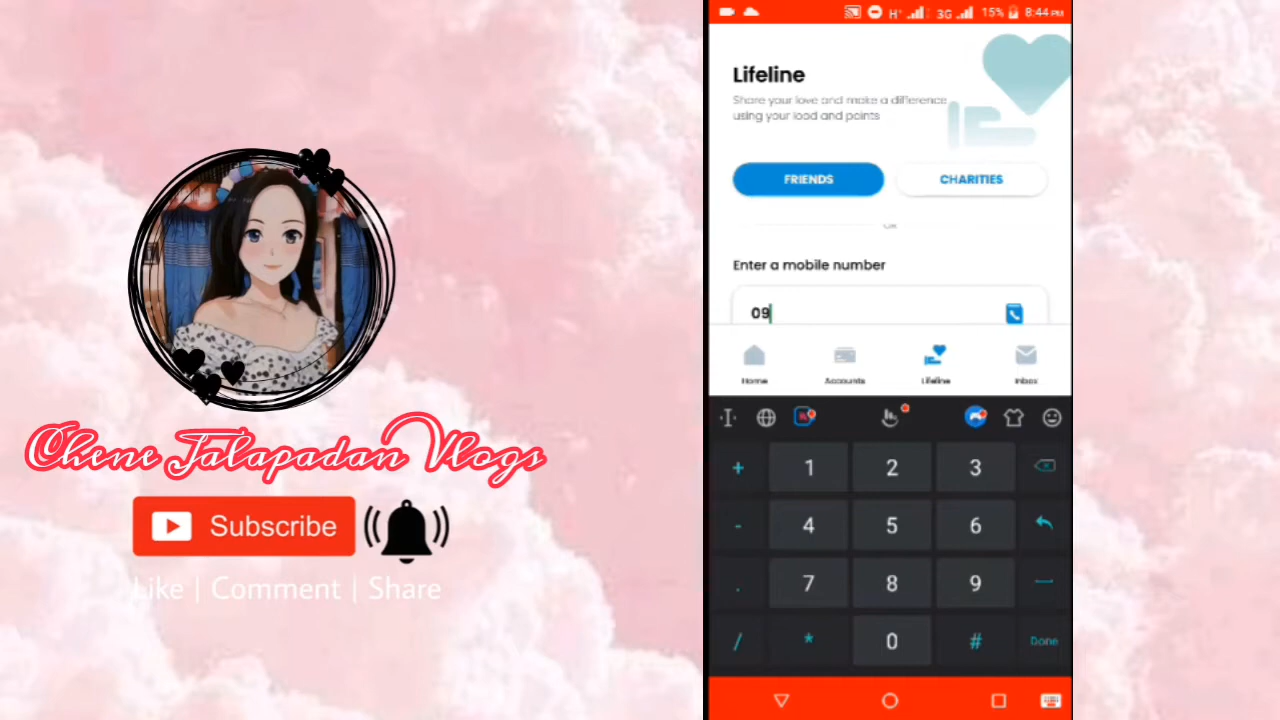 Chene Jalapadan Vlogs
Subscribe
Like | Comment | Share
H+ 3G 15% 8:44 PM
Lifeline
Share your love and make a difference
using your load and points
FRIENDS
CHARITIES
OR
Enter a mobile number
09
Home
Accounts
Lifeline
Inbox
+ 1 2 3
- 4 5 6
. 7 8 9
/ * 0 # Done